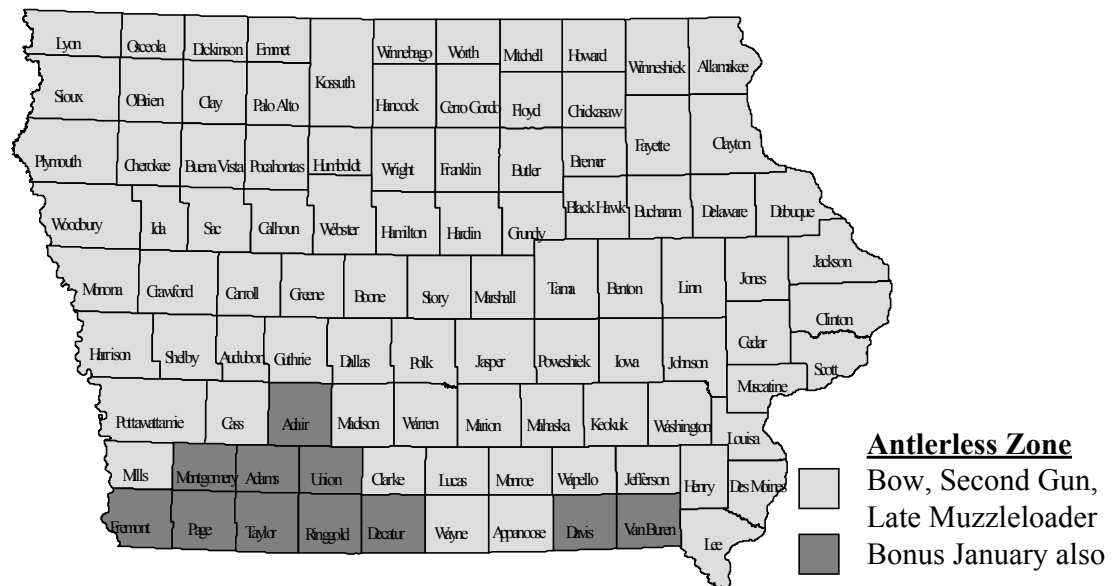 Lyon Osceola Dickinson Emmet Winnebago Worth Mitchell Howard
Kossuth Winneshiek Allamakee
Sioux O'Brien Clay Palo Alto Hancock Cerro Gordo Floyd Chickasaw
Plymouth Cherokee Buena Vista Pocahontas Humboldt Wright Franklin Butler Bremer Fayette Clayton
Woodbury Ida Sac Calhoun Webster Hamilton Hardin Grundy Black Hawk Buchanan Delaware Dubuque
Monona Crawford Carroll Greene Boone Story Marshall Tama Benton Linn Jones Jackson
Clinton
Harrison Shelby Audubon Guthrie Dallas Polk Jasper Poweshiek Iowa Johnson Cedar Scott
Muscatine
Pottawattamie Cass Adair Madison Warren Marion Mahaska Keokuk Washington Louisa
Mills Montgomery Adams Union Clarke Lucas Monroe Wapello Jefferson Henry Des Moines
Fremont Page Taylor Ringgold Decatur Wayne Appanoose Davis Van Buren Lee
Antlerless Zone
Bow, Second Gun,
Late Muzzleloader
Bonus January also